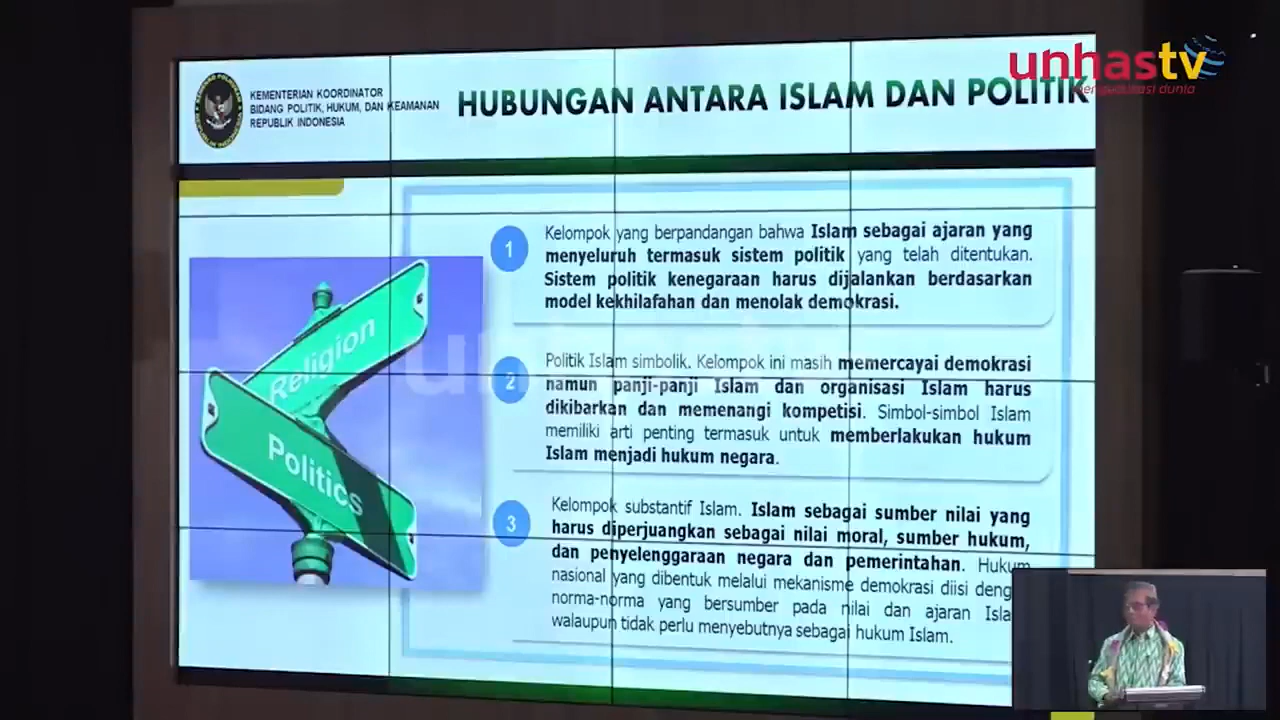 unhastv
KEMENTERIAN KOORDINATOR
BIDANG POLITIK, HUKUM, DAN KEAMANAN
REPUBLIK INDONESIA
HUBUNGAN ANTARA ISLAM DAN POLITIK
1
Kelompok yang berpandangan bahwa Islam sebagai ajaran yang
menyeluruh termasuk sistem politik yang telah ditentukan.
Sistem politik kenegaraan harus dijalankan berdasarkan
model kekhilafahan dan menolak demokrasi.
Religion
Politics
2
Politik Islam simbolik. Kelompok ini masih memercayai demokrasi
namun panji-panji Islam dan organisasi Islam harus
dikibarkan dan memenangi kompetisi. Simbol-simbol Islam
memiliki arti penting termasuk untuk memberlakukan hukum
Islam menjadi hukum negara.
3
Kelompok substantif Islam. Islam sebagai sumber nilai yang
harus diperjuangkan sebagai nilai moral, sumber hukum,
dan penyelenggaraan negara dan pemerintahan. Hukum
nasional yang dibentuk melalui mekanisme demokrasi diisi
norma-norma yang bersumber pada nilai dan ajaran
walaupun tidak perlu menyebutnya sebagai hukum Islam.